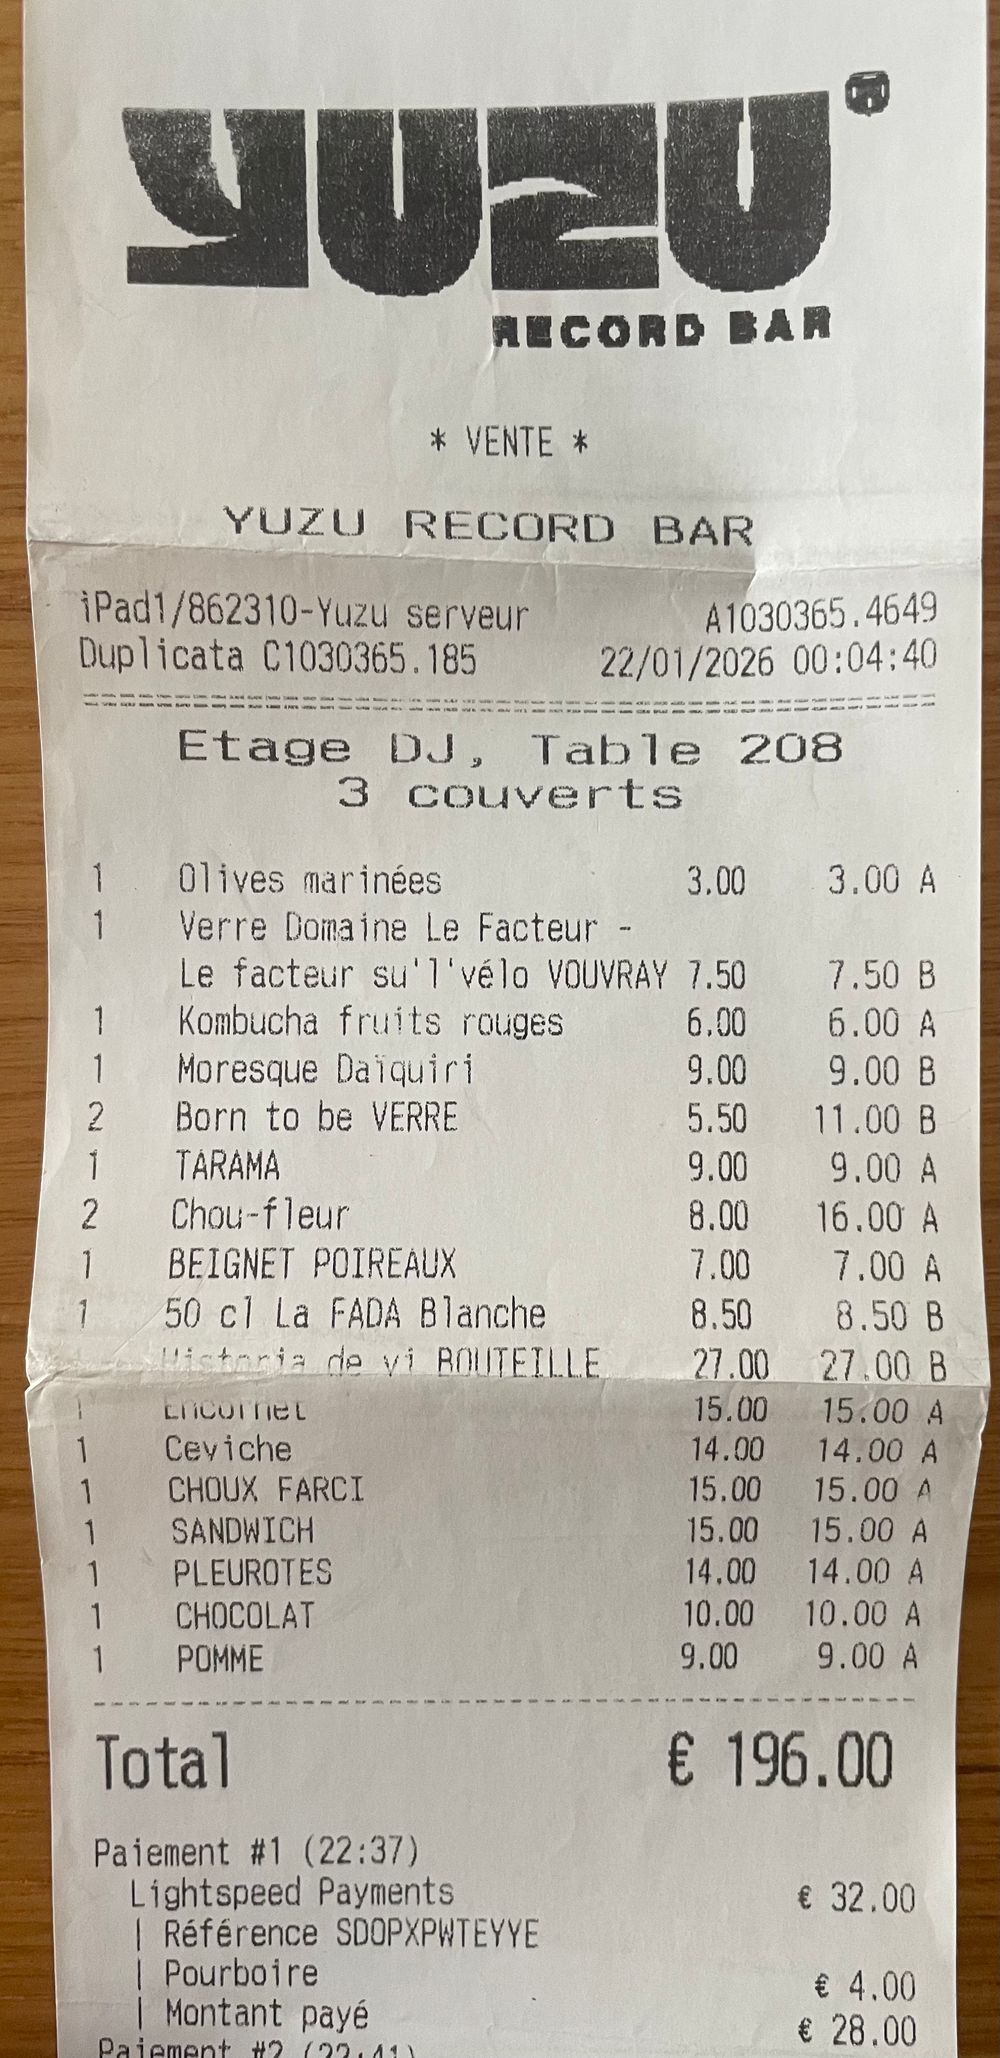 YUZU
RECORD BAR
* VENTE *
YUZU RECORD BAR
iPad1/862310-Yuzu serveur A1030365.4649
Duplicata C1030365.185 22/01/2026 00:04:40
Etage DJ, Table 208
3 couverts
1 Olives marinées 3.00 3.00 A
1 Verre Domaine Le Facteur -
Le facteur su'l'vélo VOUVRAY 7.50 7.50 B
1 Kombucha fruits rouges 6.00 6.00 A
1 Moresque Daïquiri 9.00 9.00 B
2 Born to be VERRE 5.50 11.00 B
1 TARAMA 9.00 9.00 A
2 Chou-fleur 8.00 16.00 A
1 BEIGNET POIREAUX 7.00 7.00 A
1 50 cl La FADA Blanche 8.50 8.50 B
de vi BOUTEILLE 27.00 27.00 B
1 Encornet 15.00 15.00 A
1 Ceviche 14.00 14.00 A
1 CHOUX FARCI 15.00 15.00 A
1 SANDWICH 15.00 15.00 A
1 PLEUROTES 14.00 14.00 A
1 CHOCOLAT 10.00 10.00 A
1 POMME 9.00 9.00 A
Total € 196.00
Paiement #1 (22:37)
Lightspeed Payments € 32.00
| Référence SDOPXPWTEYYE
| Pourboire € 4.00
| Montant payé € 28.00
Paiement #2 (22:41)